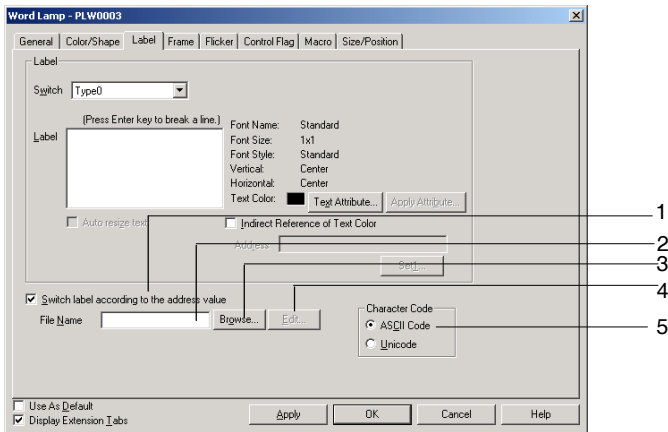 Word Lamp - PLW0003
General Color/Shape Label Frame Flicker Control Flag Macro Size/Position
Label
Switch Type0
(Press Enter key to break a line.)
Label
Font Name: Standard
Font Size: 1x1
Font Style: Standard
Vertical: Center
Horizontal: Center
Text Color: Text Attribute... Apply Attribute...
Auto resize text Indirect Reference of Text Color
Address
Set1...
Switch label according to the address value
File Name Browse... Edit...
Character Code
ASCII Code
Unicode
1
2
3
4
5
Use As Default
Display Extension Tabs
Apply OK Cancel Help